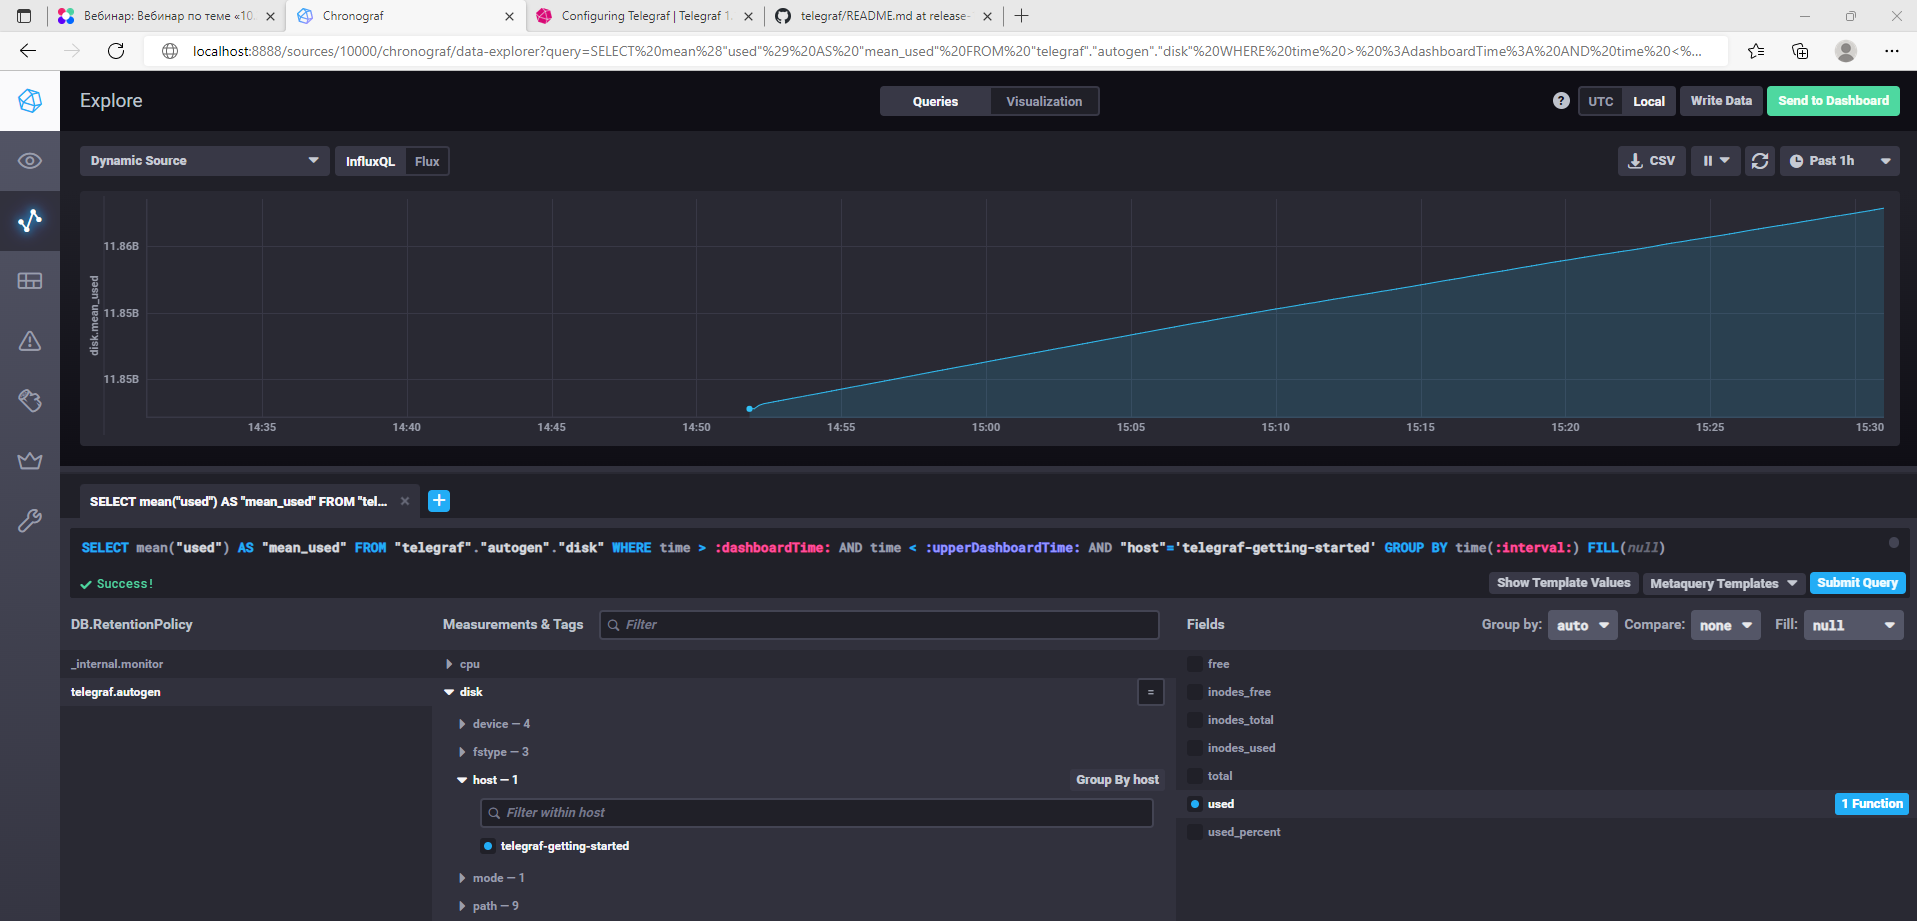 Вебинар: Вебинар по теме «10.
Chronograf
Configuring Telegraf | Telegraf 1.
telegraf/README.md at release-
localhost:8888/sources/10000/chronograf/data-explorer?query=SELECT%20mean%28"used"%29%20AS%20"mean_used"%20FROM%20"telegraf"."autogen"."disk"%20WHERE%20time%20>%20%3AdashboardTime%3A%20AND%20time%20<%...
Explore
Queries
Visualization
?
UTC
Local
Write Data
Send to Dashboard
Dynamic Source
InfluxQL
Flux
CSV
Past 1h
disk.mean_used
11.86B
11.85B
11.85B
14:35
14:40
14:45
14:50
14:55
15:00
15:05
15:10
15:15
15:20
15:25
15:30
SELECT mean("used") AS "mean_used" FROM "tel...
SELECT mean("used") AS "mean_used" FROM "telegraf"."autogen"."disk" WHERE time > :dashboardTime: AND time < :upperDashboardTime: AND "host"='telegraf-getting-started' GROUP BY time(:interval:) FILL(null)
Success!
Show Template Values
Metaquery Templates
Submit Query
DB.RetentionPolicy
Measurements & Tags
Filter
Fields
Group by:
auto
Compare:
none
Fill:
null
_internal.monitor
telegraf.autogen
cpu
disk
=
device — 4
fstype — 3
host — 1
Group By host
Filter within host
telegraf-getting-started
mode — 1
path — 9
free
inodes_free
inodes_total
inodes_used
total
used
1 Function
used_percent